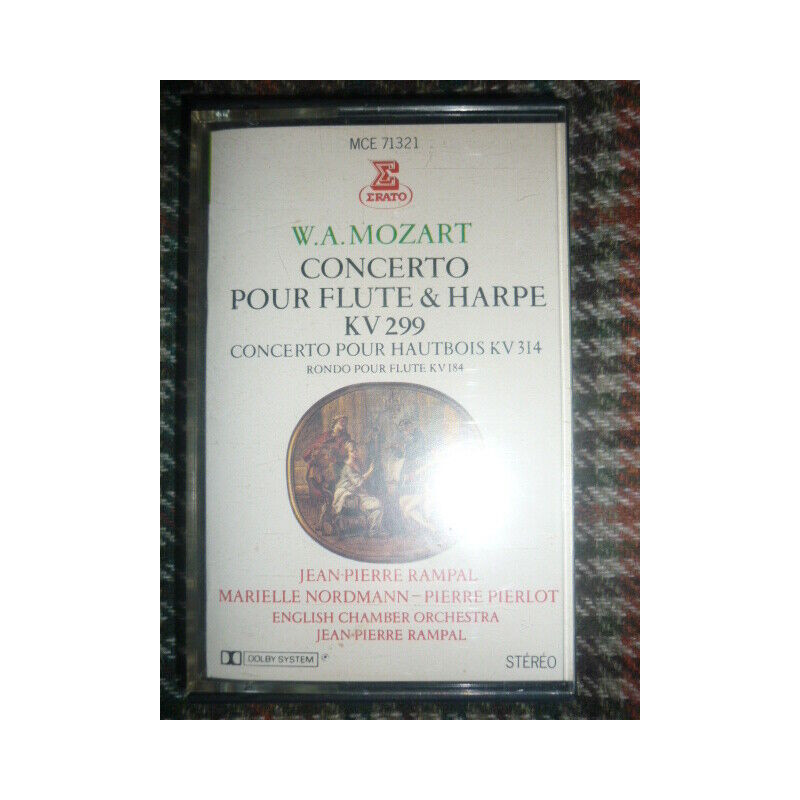 MCE 71321
ΣRATO
W.A. MOZART
CONCERTO
POUR FLUTE & HARPE
KV 299
CONCERTO POUR HAUTBOIS KV 314
RONDO POUR FLUTE KV 184
JEAN-PIERRE RAMPAL
MARIELLE NORDMANN – PIERRE PIERLOT
ENGLISH CHAMBER ORCHESTRA
JEAN-PIERRE RAMPAL
DOLBY SYSTEM ®
STÉRÉO